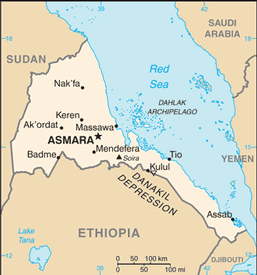 SAUDI
ARABIA
SUDAN
Red
Sea
Nak'fa
DAHLAK
ARCHIPELAGO
Keren
Massawa
Ak'ordat
ASMARA
Mendefera
YEMEN
Badme
Soira
Tio
Kulul
DANAKIL
DEPRESSION
Assab
ETHIOPIA
Lake
Tana
DJIBOUTI
0 50 100 km
0 50 100 mi